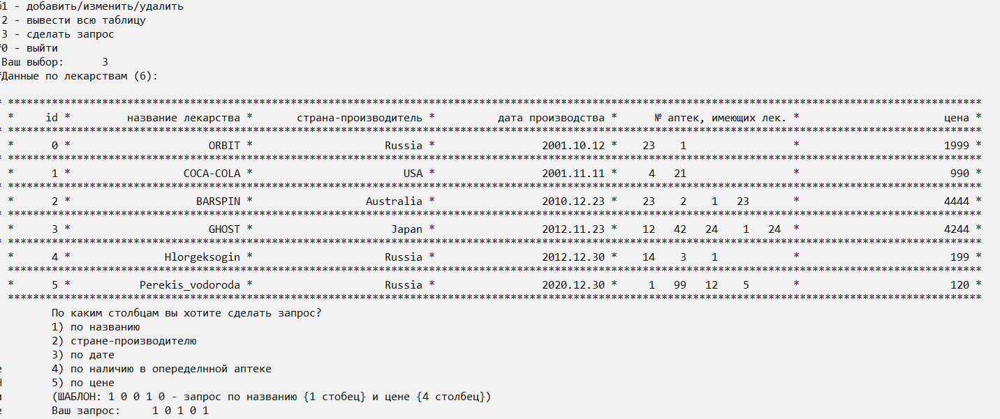 1 - добавить/изменить/удалить
2 - вывести всю таблицу
3 - сделать запрос
0 - выйти
Ваш выбор: 3
Данные по лекарствам (6):
* id * название лекарства * страна-производитель * дата производства * № аптек, имеющих лек. * цена *
* 0 * ORBIT * Russia * 2001.10.12 * 23 1 * 1999 *
* 1 * COCA-COLA * USA * 2001.11.11 * 4 21 * 990 *
* 2 * BARSPIN * Australia * 2010.12.23 * 23 2 1 23 * 4444 *
* 3 * GHOST * Japan * 2012.11.23 * 12 42 24 1 24 * 4244 *
* 4 * Hlorgeksogin * Russia * 2012.12.30 * 14 3 1 * 199 *
* 5 * Perekis_vodoroda * Russia * 2020.12.30 * 1 99 12 5 * 120 *
По каким столбцам вы хотите сделать запрос?
1) по названию
2) стране-производителю
3) по дате
4) по наличию в опеределнной аптеке
5) по цене
(ШАБЛОН: 1 0 0 1 0 - запрос по названию {1 стобец} и цене {4 столбец})
Ваш запрос: 1 0 1 0 1